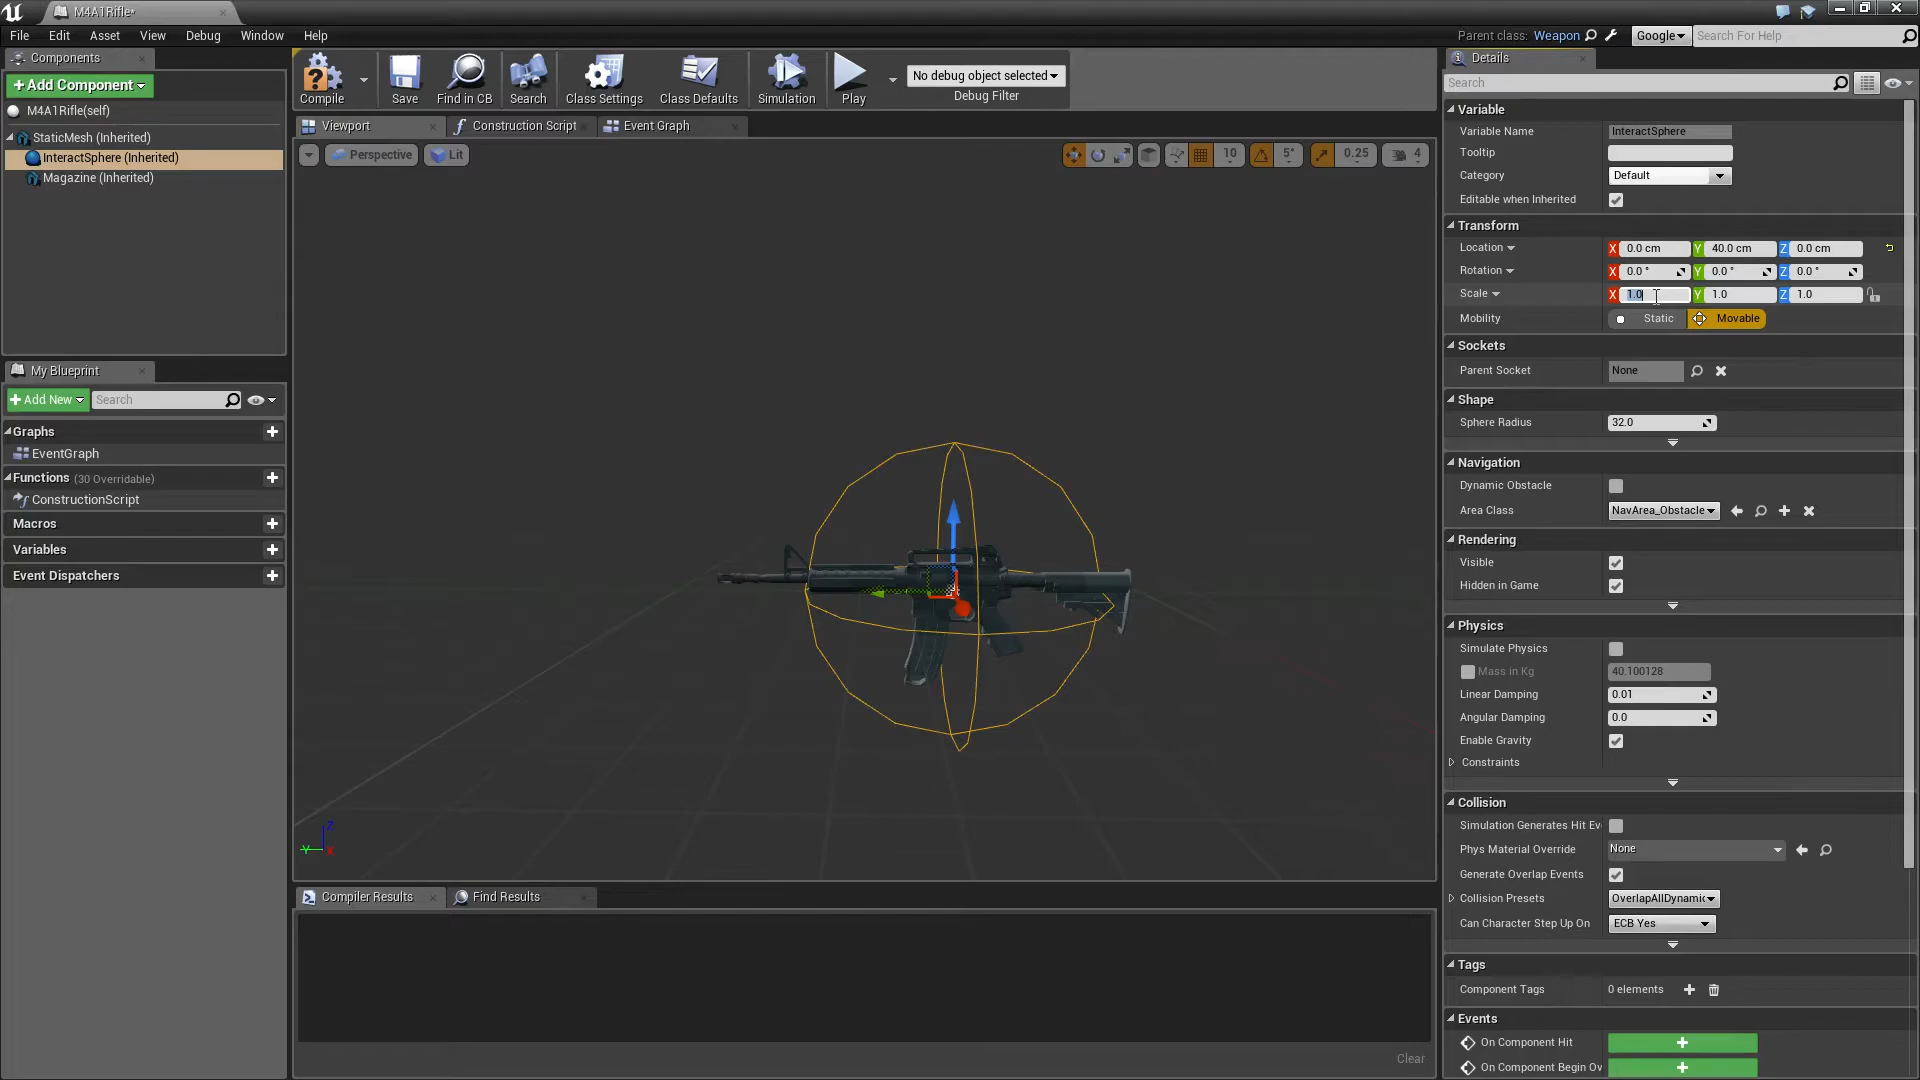 M4A1Rifle*
File Edit Asset View Debug Window Help
Parent class: Weapon
Google
Search For Help
Components
+Add Component
M4A1Rifle(self)
StaticMesh (Inherited)
InteractSphere (Inherited)
Magazine (Inherited)
My Blueprint
+Add New
Search
Graphs
EventGraph
Functions (30 Overridable)
ConstructionScript
Macros
Variables
Event Dispatchers
Compile
Save
Find in CB
Search
Class Settings
Class Defaults
Simulation
Play
No debug object selected
Debug Filter
Viewport
Construction Script
Event Graph
Perspective
Lit
10
5°
0.25
4
Z
Y
X
Compiler Results
Find Results
Clear
Details
Search
Variable
Variable Name InteractSphere
Tooltip
Category Default
Editable when Inherited
Transform
Location X 0.0 cm Y 40.0 cm Z 0.0 cm
Rotation X 0.0 ° Y 0.0 ° Z 0.0 °
Scale X 1.0 Y 1.0 Z 1.0
Mobility Static Movable
Sockets
Parent Socket None
Shape
Sphere Radius 32.0
Navigation
Dynamic Obstacle
Area Class NavArea_Obstacle
Rendering
Visible
Hidden in Game
Physics
Simulate Physics
Mass in Kg 40.100128
Linear Damping 0.01
Angular Damping 0.0
Enable Gravity
Constraints
Collision
Simulation Generates Hit Ev
Phys Material Override None
Generate Overlap Events
Collision Presets OverlapAllDynamic
Can Character Step Up On ECB Yes
Tags
Component Tags 0 elements
Events
On Component Hit
On Component Begin Ov